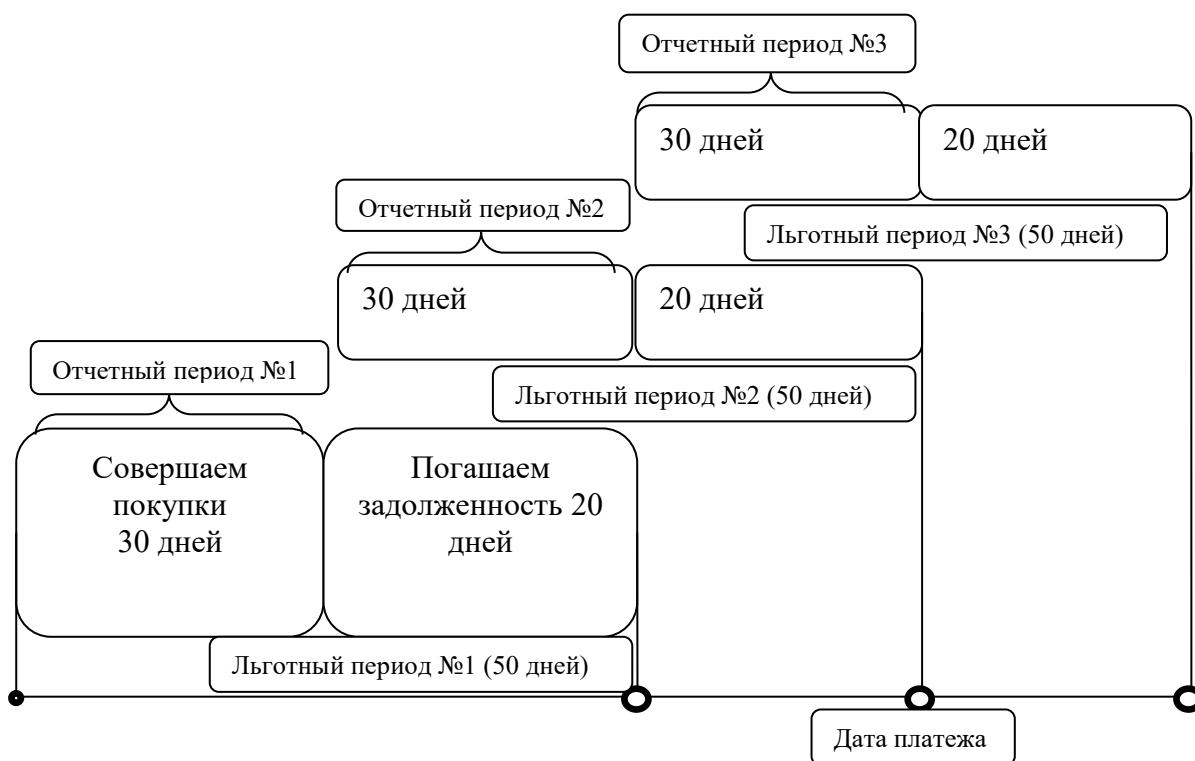 Отчетный период №3
30 дней
20 дней
Отчетный период №2
Льготный период №3 (50 дней)
30 дней
20 дней
Отчетный период №1
Льготный период №2 (50 дней)
Совершаем
покупки
30 дней
Погашаем
задолженность 20
дней
Льготный период №1 (50 дней)
Дата платежа